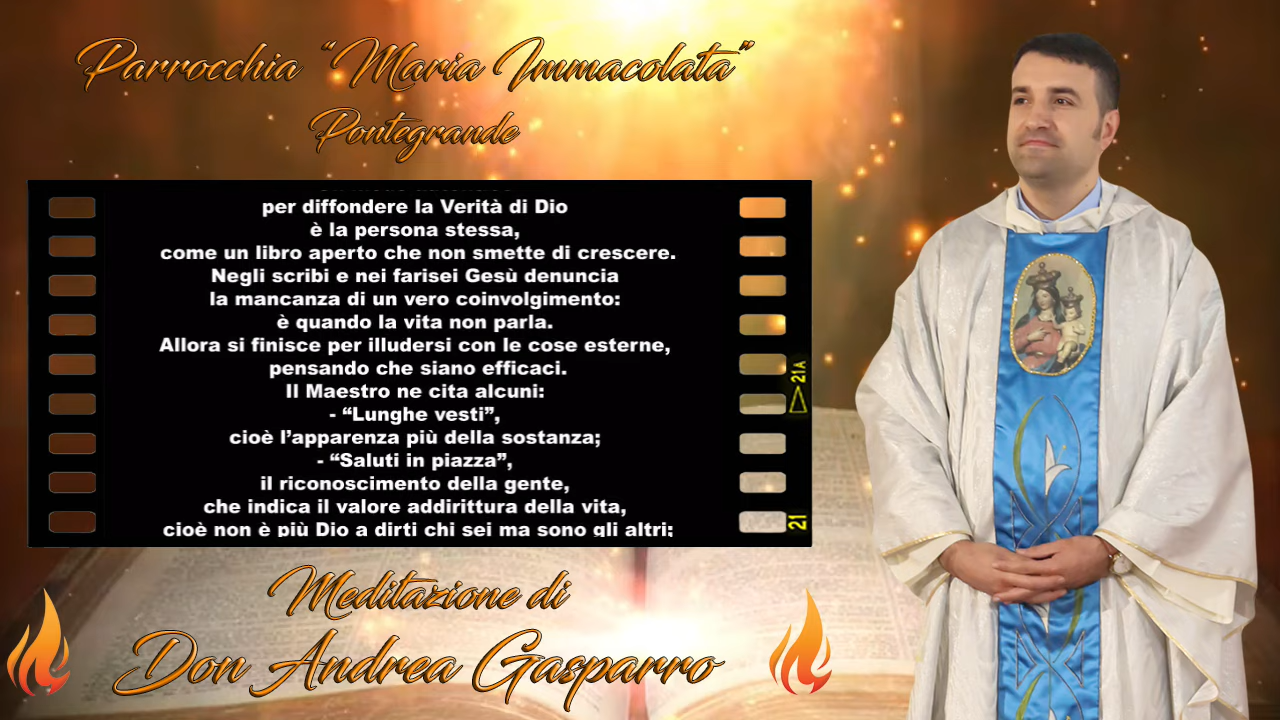 Parrocchia “Maria Immacolata”
Pontegrande
per diffondere la Verità di Dio
è la persona stessa,
come un libro aperto che non smette di crescere.
Negli scribi e nei farisei Gesù denuncia
la mancanza di un vero coinvolgimento:
è quando la vita non parla.
Allora si finisce per illudersi con le cose esterne,
pensando che siano efficaci.
Il Maestro ne cita alcuni:
- “Lunghe vesti”,
cioè l’apparenza più della sostanza;
- “Saluti in piazza”,
il riconoscimento della gente,
che indica il valore addirittura della vita,
cioè non è più Dio a dirti chi sei ma sono gli altri;
21A
21
Meditazione di
Don Andrea Gasparro